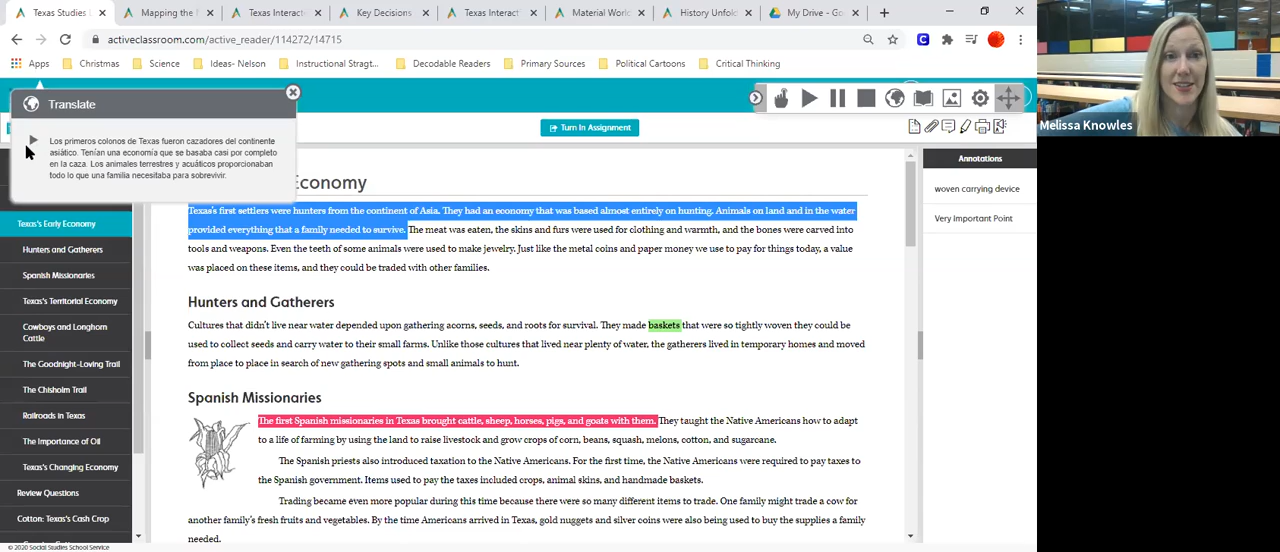 Texas Studies L
Mapping the
Texas Interact
Key Decisions
Texas Interact
Material World
History Unfold
My Drive - Goo
activeclassroom.com/active_reader/114272/14715
Apps
Christmas
Science
Ideas- Nelson
Instructional Stragt...
Decodable Readers
Primary Sources
Political Cartoons
Critical Thinking
Melissa Knowles
Translate
Los primeros colonos de Texas fueron cazadores del continente
asiático. Tenían una economía que se basaba casi por completo
en la caza. Los animales terrestres y acuáticos proporcionaban
todo lo que una familia necesitaba para sobrevivir.
Turn In Assignment
Economy
Texas's first settlers were hunters from the continent of Asia. They had an economy that was based almost entirely on hunting. Animals on land and in the water
provided everything that a family needed to survive. The meat was eaten, the skins and furs were used for clothing and warmth, and the bones were carved into
tools and weapons. Even the teeth of some animals were used to make jewelry. Just like the metal coins and paper money we use to pay for things today, a value
was placed on these items, and they could be traded with other families.
Hunters and Gatherers
Cultures that didn't live near water depended upon gathering acorns, seeds, and roots for survival. They made baskets that were so tightly woven they could be
used to collect seeds and carry water to their small farms. Unlike those cultures that lived near plenty of water, the gatherers lived in temporary homes and moved
from place to place in search of new gathering spots and small animals to hunt.
Spanish Missionaries
The first Spanish missionaries in Texas brought cattle, sheep, horses, pigs, and goats with them. They taught the Native Americans how to adapt
to a life of farming by using the land to raise livestock and grow crops of corn, beans, squash, melons, cotton, and sugarcane.
The Spanish priests also introduced taxation to the Native Americans. For the first time, the Native Americans were required to pay taxes to
the Spanish government. Items used to pay the taxes included crops, animal skins, and handmade baskets.
Trading became even more popular during this time because there were so many different items to trade. One family might trade a cow for
another family's fresh fruits and vegetables. By the time Americans arrived in Texas, gold nuggets and silver coins were also being used to buy the supplies a family
needed.
Texas's Early Economy
Hunters and Gatherers
Spanish Missionaries
Texas's Territorial Economy
Cowboys and Longhorn
Cattle
The Goodnight-Loving Trail
The Chisholm Trail
Railroads in Texas
The Importance of Oil
Texas's Changing Economy
Review Questions
Cotton: Texas's Cash Crop
Annotations
woven carrying device
Very Important Point
© 2020 Social Studies School Service